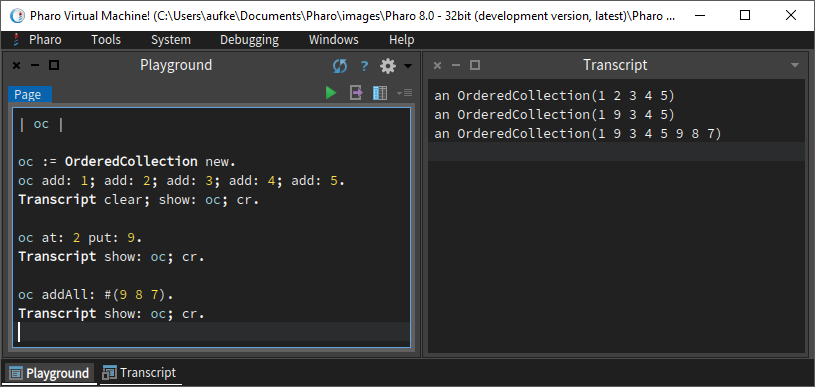 Pharo Virtual Machine! (C:\Users\aufke\Documents\Pharo\images\Pharo 8.0 - 32bit (development version, latest)\Pharo ...
Pharo Tools System Debugging Windows Help
Playground
?
Page
| oc |
oc := OrderedCollection new.
oc add: 1; add: 2; add: 3; add: 4; add: 5.
Transcript clear; show: oc; cr.
oc at: 2 put: 9.
Transcript show: oc; cr.
oc addAll: #(9 8 7).
Transcript show: oc; cr.
Transcript
an OrderedCollection(1 2 3 4 5)
an OrderedCollection(1 9 3 4 5)
an OrderedCollection(1 9 3 4 5 9 8 7)
Playground Transcript